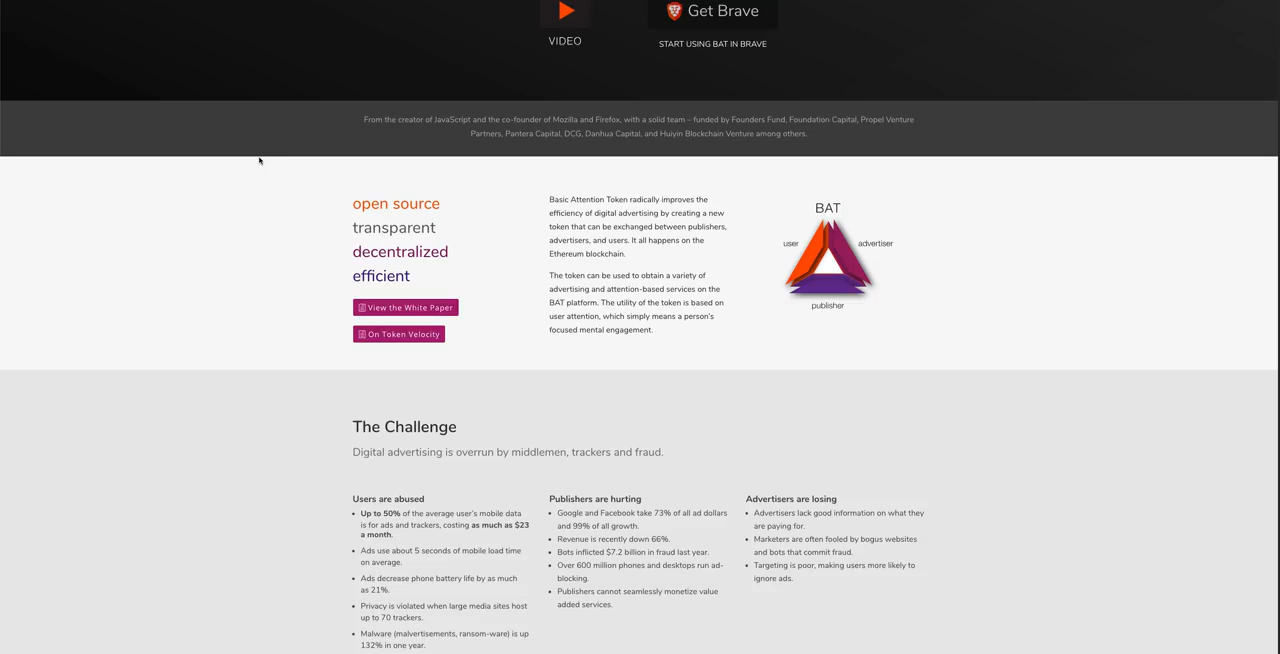 Get Brave
VIDEO
START USING BAT IN BRAVE
From the creator of JavaScript and the co-founder of Mozilla and Firefox, with a solid team – funded by Founders Fund, Foundation Capital, Propel Venture
Partners, Pantera Capital, DCG, Danhua Capital, and Huiyin Blockchain Venture among others.
open source
transparent
decentralized
efficient
View the White Paper
On Token Velocity
Basic Attention Token radically improves the
efficiency of digital advertising by creating a new
token that can be exchanged between publishers,
advertisers, and users. It all happens on the
Ethereum blockchain.
The token can be used to obtain a variety of
advertising and attention-based services on the
BAT platform. The utility of the token is based on
user attention, which simply means a person's
focused mental engagement.
BAT
user
advertiser
publisher
The Challenge
Digital advertising is overrun by middlemen, trackers and fraud.
Users are abused
• Up to 50% of the average user's mobile data
is for ads and trackers, costing as much as $23
a month.
• Ads use about 5 seconds of mobile load time
on average.
• Ads decrease phone battery life by as much
as 21%.
• Privacy is violated when large media sites host
up to 70 trackers.
• Malware (malvertisements, ransom-ware) is up
132% in one year.
Publishers are hurting
• Google and Facebook take 73% of all ad dollars
and 99% of all growth.
• Revenue is recently down 66%.
• Bots inflicted $7.2 billion in fraud last year.
• Over 600 million phones and desktops run ad-
blocking.
• Publishers cannot seamlessly monetize value
added services.
Advertisers are losing
• Advertisers lack good information on what they
are paying for.
• Marketers are often fooled by bogus websites
and bots that commit fraud.
• Targeting is poor, making users more likely to
ignore ads.